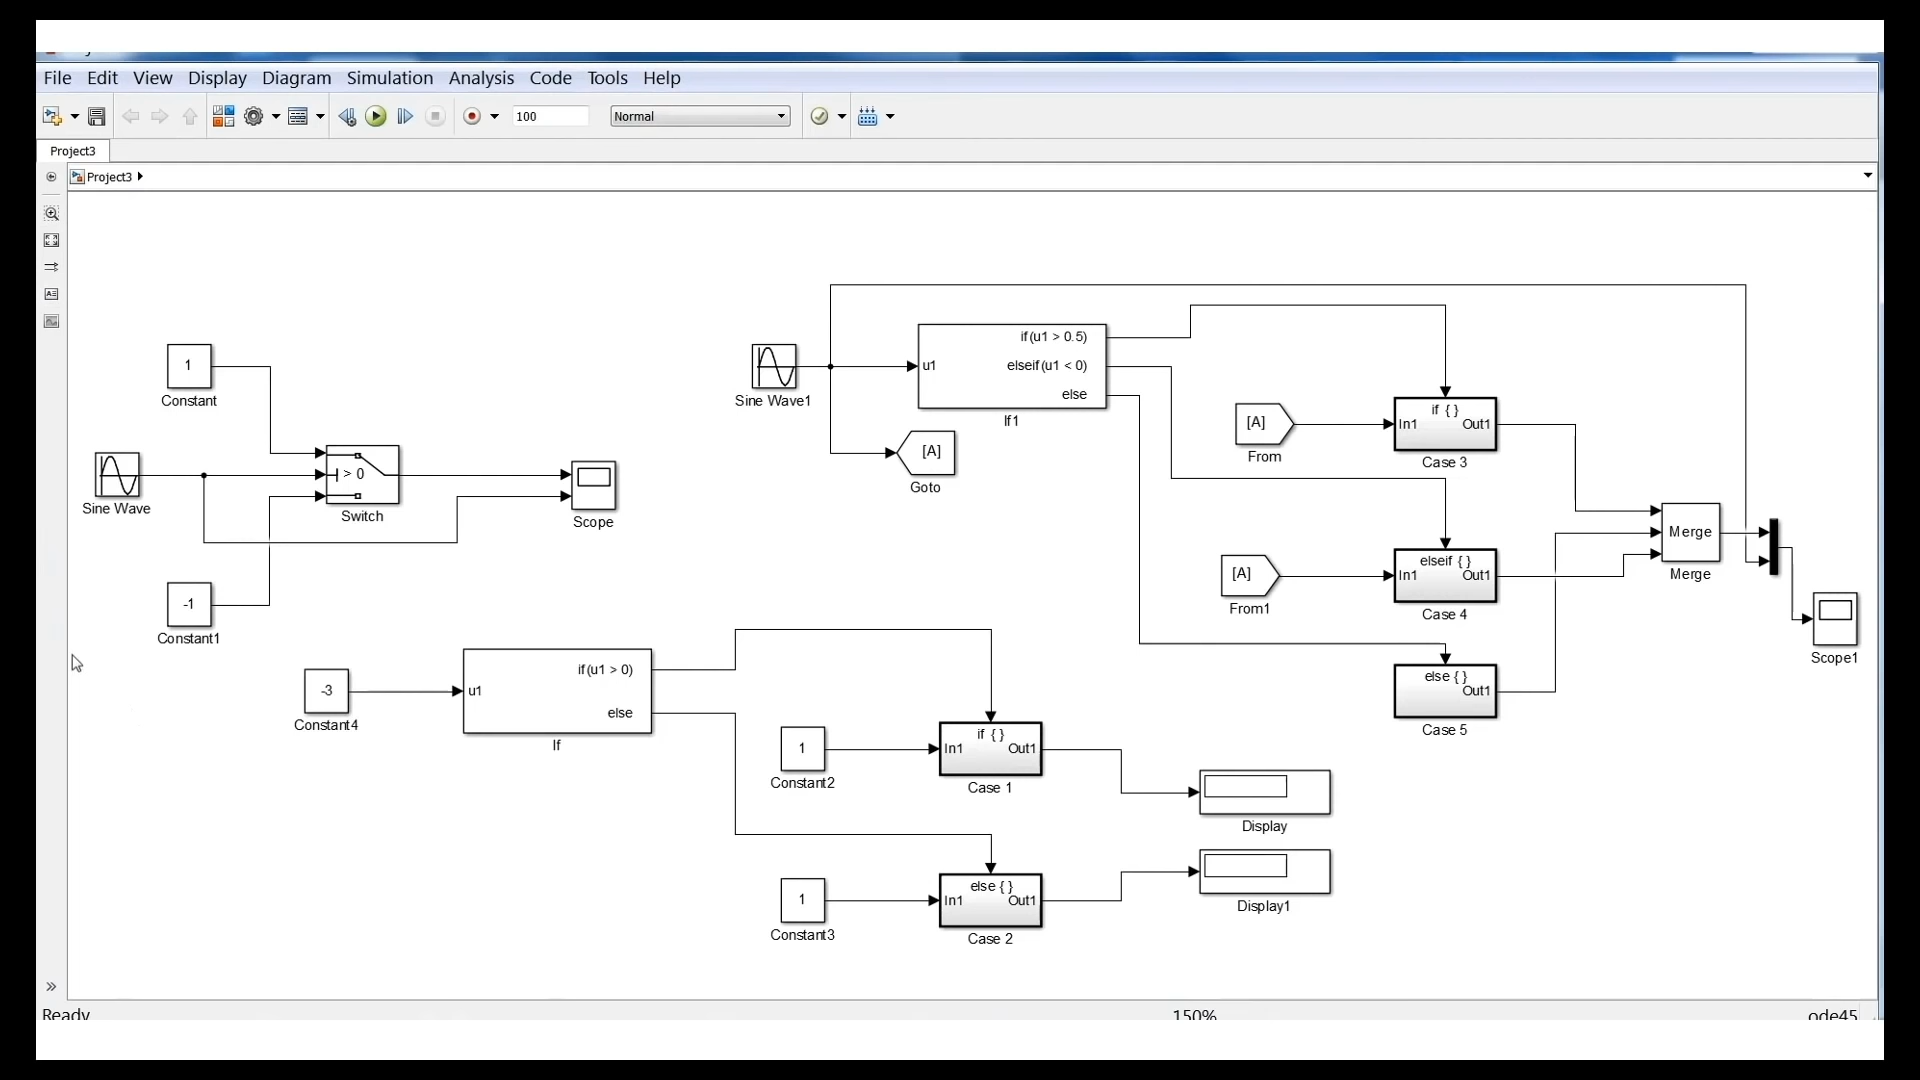 File Edit View Display Diagram Simulation Analysis Code Tools Help
100 Normal
Project3
Project3
1
Constant
Sine Wave
> 0
Switch
Scope
-1
Constant1
Sine Wave1
u1
if(u1 > 0.5)
elseif(u1 < 0)
else
If1
[A]
Goto
[A]
From
if { }
In1 Out1
Case 3
[A]
From1
elseif { }
In1 Out1
Case 4
else { }
Out1
Case 5
Merge
Merge
Scope1
-3
Constant4
u1
if(u1 > 0)
else
If
1
Constant2
if { }
In1 Out1
Case 1
Display
1
Constant3
else { }
In1 Out1
Case 2
Display1
Ready 150% ode45